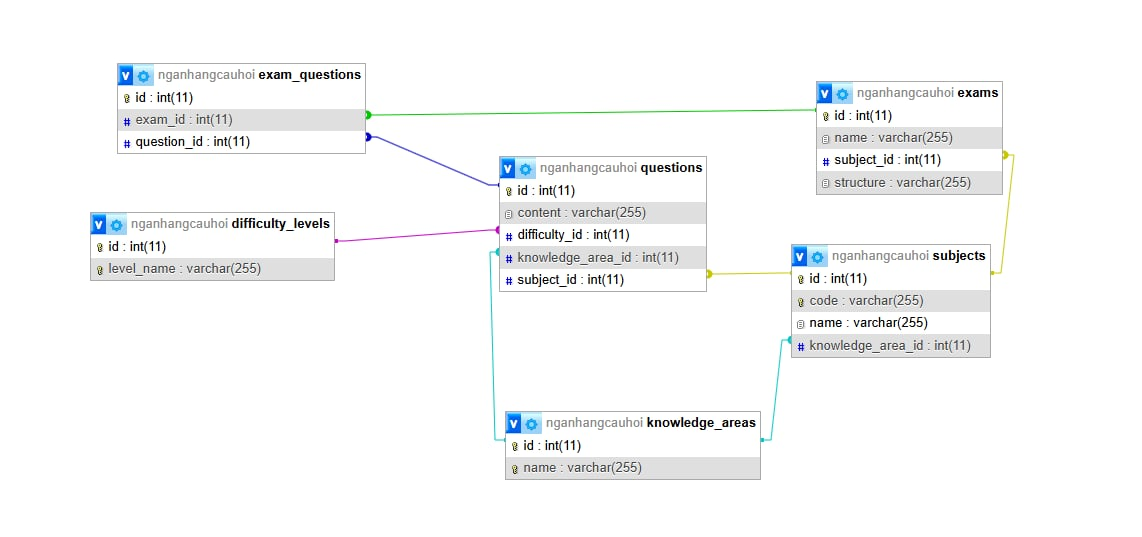 nganhangcauhoi exam_questions
id : int(11)
# exam_id : int(11)
# question_id : int(11)
nganhangcauhoi exams
id : int(11)
name : varchar(255)
# subject_id : int(11)
structure : varchar(255)
nganhangcauhoi questions
id : int(11)
content : varchar(255)
# difficulty_id : int(11)
# knowledge_area_id : int(11)
# subject_id : int(11)
nganhangcauhoi difficulty_levels
id : int(11)
level_name : varchar(255)
nganhangcauhoi subjects
id : int(11)
code : varchar(255)
name : varchar(255)
# knowledge_area_id : int(11)
nganhangcauhoi knowledge_areas
id : int(11)
name : varchar(255)